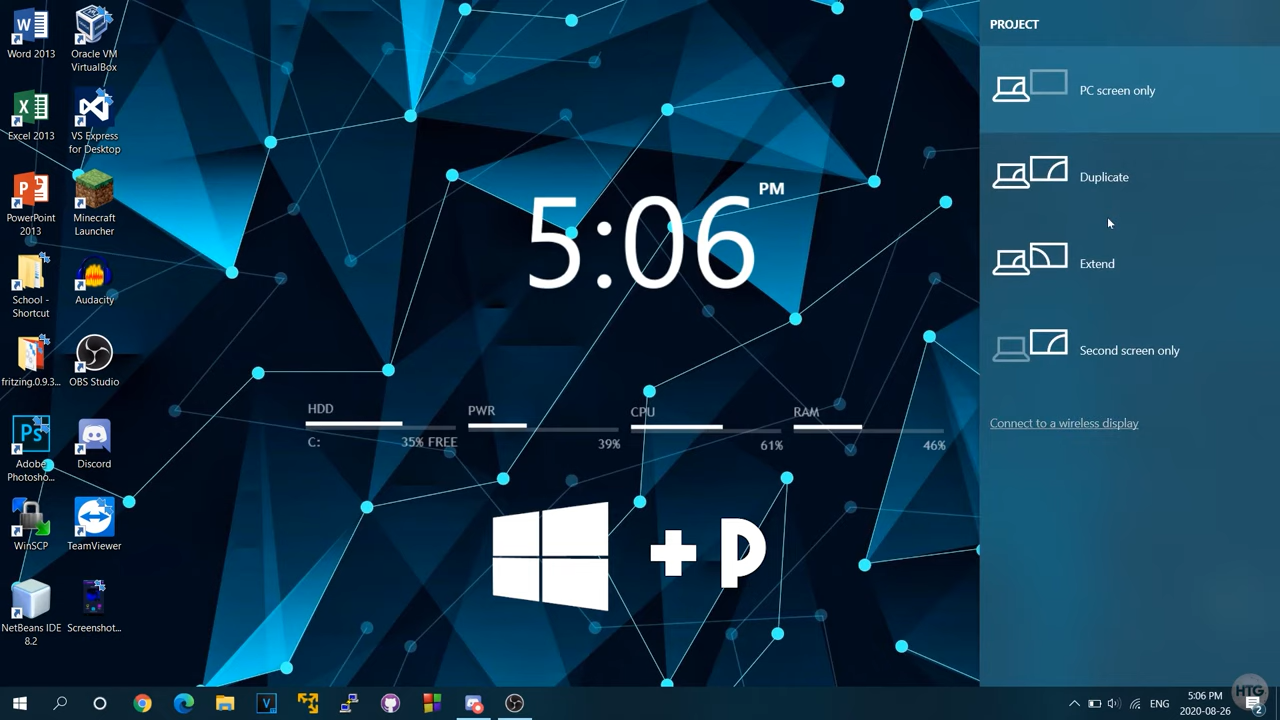 Word 2013
Oracle VM
VirtualBox
Excel 2013
VS Express
for Desktop
PowerPoint
2013
Minecraft
Launcher
School -
Shortcut
Audacity
fritzing.0.9.3...
OBS Studio
Ps
Adobe
Photosho...
Discord
WinSCP
TeamViewer
NetBeans IDE
8.2
Screenshot...
5:06
PM
HDD
C:
35% FREE
PWR
39%
CPU
61%
RAM
46%
+ P
PROJECT
PC screen only
Duplicate
Extend
Second screen only
Connect to a wireless display
ENG
5:06 PM
2020-08-26
HTG
2